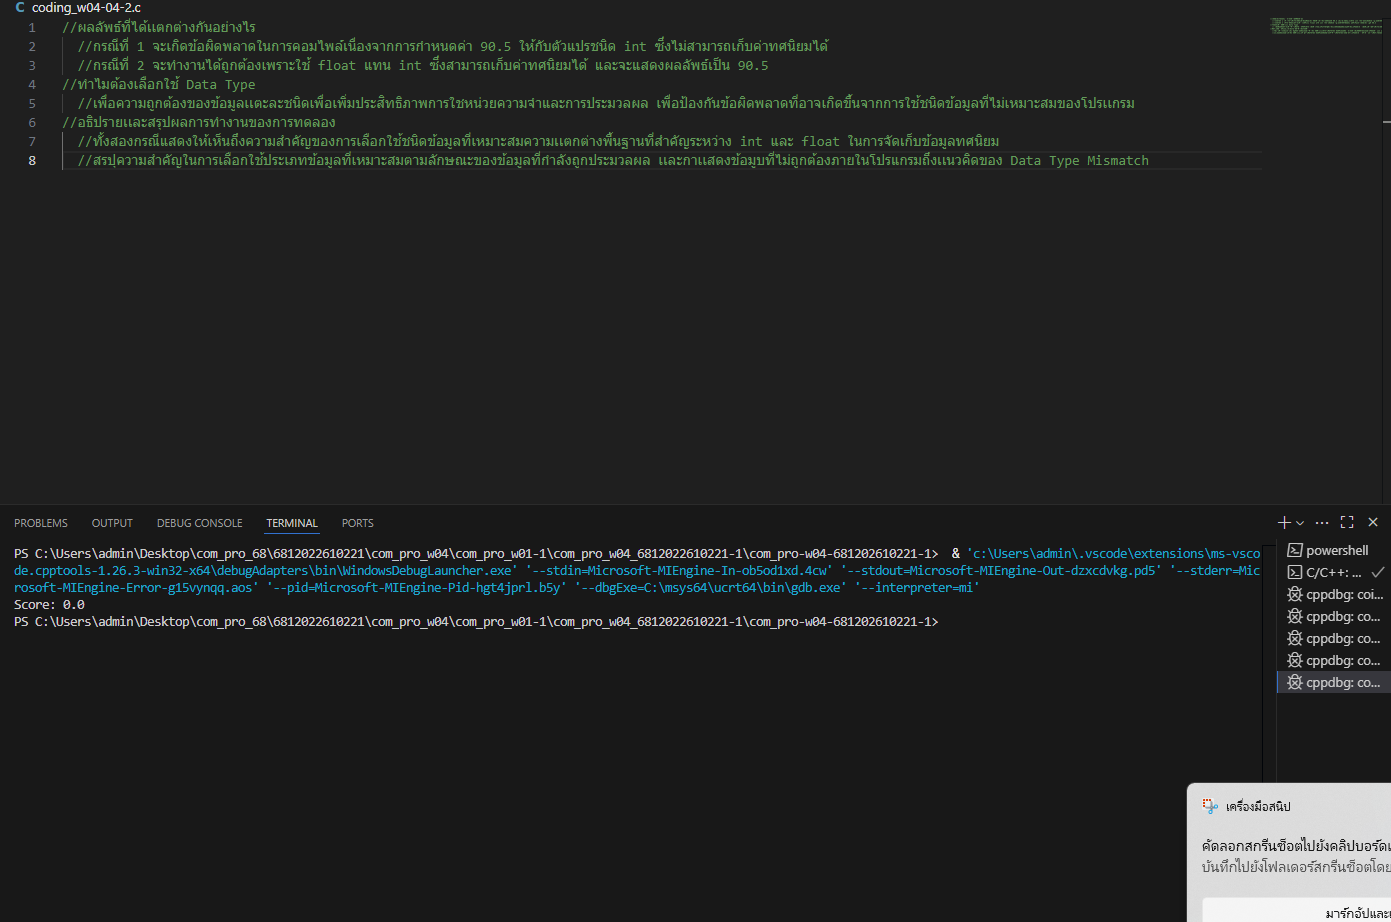 C coding_w04-04-2.c
1 //ผลลัพธ์ที่ได้แตกต่างกันอย่างไร
2 //กรณีที่ 1 จะเกิดข้อผิดพลาดในการคอมไพล์เนื่องจากการกำหนดค่า 90.5 ให้กับตัวแปรชนิด int ซึ่งไม่สามารถเก็บค่าทศนิยมได้
3 //กรณีที่ 2 จะทำงานได้ถูกต้องเพราะใช้ float แทน int ซึ่งสามารถเก็บค่าทศนิยมได้ และจะแสดงผลลัพธ์เป็น 90.5
4 //ทำไมต้องเลือกใช้ Data Type
5 //เพื่อความถูกต้องของข้อมูลแตะละชนิดเพื่อเพิ่มประสิทธิภาพการใชหน่วยความจำและการประมวลผล เพื่อป้องกันข้อผิดพลาดที่อาจเกิดขึ้นจากการใช้ชนิดข้อมูลที่ไม่เหมาะสมของโปรแกรม
6 //อธิปรายและสรุปผลการทำงานของการทดลอง
7 //ทั้งสองกรณีแสดงให้เห็นถึงความสำคัญของการเลือกใช้ชนิดข้อมูลที่เหมาะสมความแตกต่างพื้นฐานที่สำคัญระหว่าง int และ float ในการจัดเก็บข้อมูลทศนิยม
8 //สรปุความสำคัญในการเลือกใช้ประเภทข้อมูลที่เหมาะสมตามลักษณะของข้อมูลที่กำลังถูกประมวลผล และกาแสดงข้อมูบที่ไม่ถูกต้องภายในโปรแกรมถึงแนวคิดของ Data Type Mismatch
PROBLEMS OUTPUT DEBUG CONSOLE TERMINAL PORTS
PS C:\Users\admin\Desktop\com_pro_68\6812022610221\com_pro_w04\com_pro_w01-1\com_pro_w04_6812022610221-1\com_pro-w04-681202610221-1> & 'c:\Users\admin\.vscode\extensions\ms-vsco
de.cpptools-1.26.3-win32-x64\debugAdapters\bin\WindowsDebugLauncher.exe' '--stdin=Microsoft-MIEngine-In-ob5od1xd.4cw' '--stdout=Microsoft-MIEngine-Out-dzxcdvkg.pd5' '--stderr=Mic
rosoft-MIEngine-Error-g15vynqq.aos' '--pid=Microsoft-MIEngine-Pid-hgt4jprl.b5y' '--dbgExe=C:\msys64\ucrt64\bin\gdb.exe' '--interpreter=mi'
Score: 0.0
PS C:\Users\admin\Desktop\com_pro_68\6812022610221\com_pro_w04\com_pro_w01-1\com_pro_w04_6812022610221-1\com_pro-w04-681202610221-1>
powershell
C/C++: ...
cppdbg: coi...
cppdbg: co...
cppdbg: co...
cppdbg: co...
cppdbg: co...
เครื่องมือสนิป
คัดลอกสกรีนช็อตไปยังคลิปบอร์ด
บันทึกไปยังโฟลเดอร์สกรีนช็อตโดย
มาร์กอัปและ